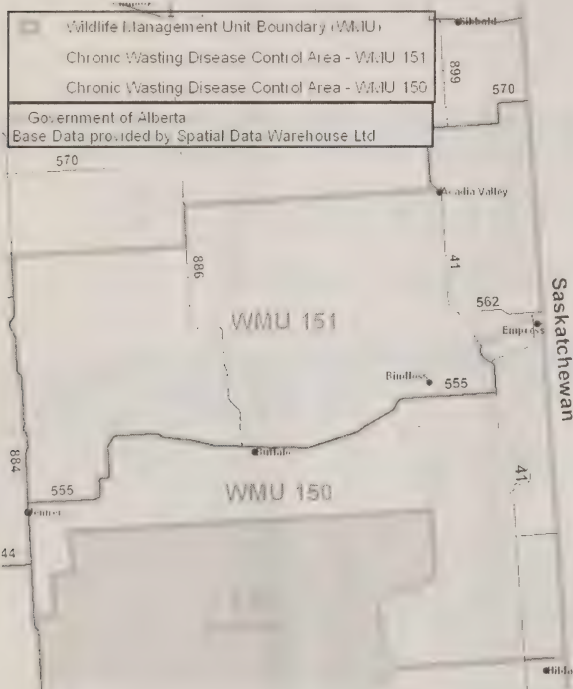 Wildlife Management Unit Boundary (WMU)
Sibbald
Chronic Wasting Disease Control Area - WMU 151
899
Chronic Wasting Disease Control Area - WMU 150
570
Government of Alberta
Base Data provided by Spatial Data Warehouse Ltd
570
Acadia Valley
886
41
562
WMU 151
Empress
Saskatchewan
Bindloss
555
Buffalo
884
555
WMU 150
41
Jenner
44